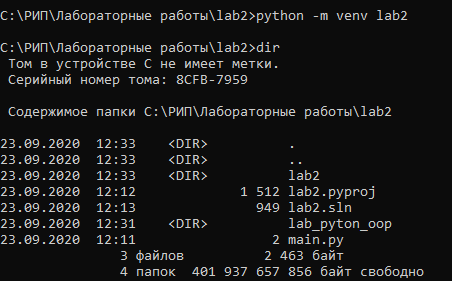 C:\РИП\Лабораторные работы\lab2>python -m venv lab2
C:\РИП\Лабораторные работы\lab2>dir
Том в устройстве C не имеет метки.
Серийный номер тома: 8CFB-7959
Содержимое папки C:\РИП\Лабораторные работы\lab2
23.09.2020  12:33    <DIR>          .
23.09.2020  12:33    <DIR>          ..
23.09.2020  12:33    <DIR>          lab2
23.09.2020  12:12             1 512 lab2.pyproj
23.09.2020  12:13               949 lab2.sln
23.09.2020  12:31    <DIR>          lab_pyton_oop
23.09.2020  12:11                 2 main.py
3 файлов          2 463 байт
4 папок  401 937 657 856 байт свободно